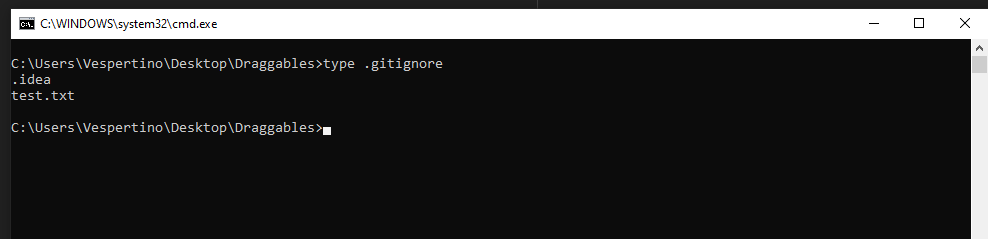 C:\WINDOWS\system32\cmd.exe
C:\Users\Vespertino\Desktop\Draggables>type .gitignore
.idea
test.txt
C:\Users\Vespertino\Desktop\Draggables>